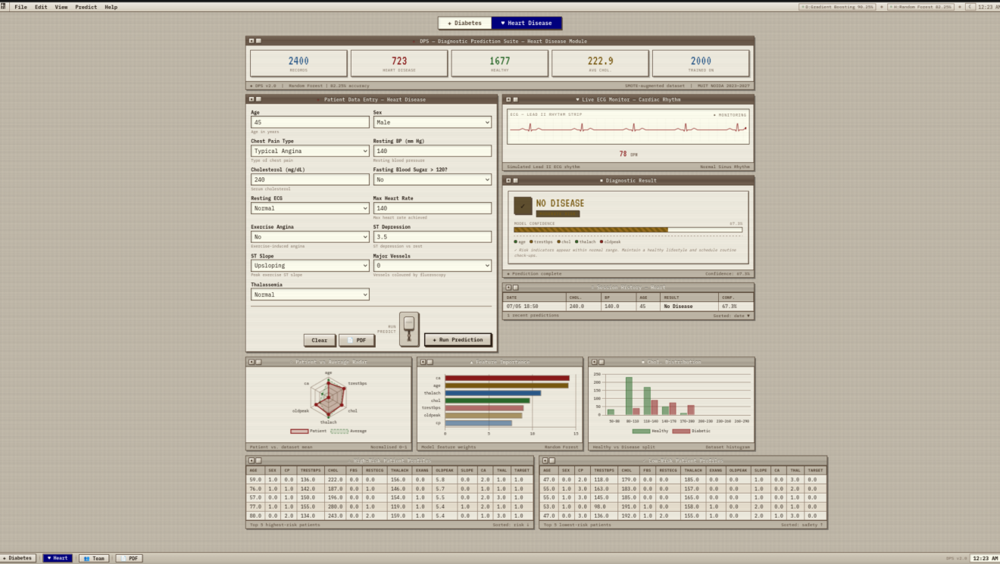 File Edit View Predict Help
D:Gradient Boosting 90.25% H:Random Forest 82.25% 12:23 AM
+ Diabetes ♥ Heart Disease
DPS — Diagnostic Prediction Suite — Heart Disease Module
2400 723 1677 222.9 2000
RECORDS HEART DISEASE HEALTHY AVG CHOL. TRAINED ON
DPS v2.0 | Random Forest | 82.25% accuracy SMOTE-augmented dataset | MUIT NOIDA 2023-2027
Patient Data Entry — Heart Disease
Age Sex
45 Male
Age in years
Chest Pain Type Resting BP (mm Hg)
Typical Angina 140
Type of chest pain Resting blood pressure
Cholesterol (mg/dL) Fasting Blood Sugar > 120?
240 No
Serum cholesterol
Resting ECG Max Heart Rate
Normal 140
Max heart rate achieved
Exercise Angina ST Depression
No 3.5
Exercise-induced angina ST depression vs rest
ST Slope Major Vessels
Upsloping 0
Peak exercise ST slope Vessels coloured by fluoroscopy
Thalassemia
Normal
RUN
PREDICT
Clear PDF + Run Prediction
♥ Live ECG Monitor — Cardiac Rhythm
ECG — LEAD II RHYTHM STRIP ● MONITORING
78 BPM
Simulated Lead II ECG rhythm Normal Sinus Rhythm
Diagnostic Result
✓ NO DISEASE
MODEL CONFIDENCE 67.3%
age trestbps chol thalach oldpeak
✓ Risk indicators appear within normal range. Maintain a healthy lifestyle and schedule routine
check-ups.
Prediction complete Confidence: 67.3%
Session History — Heart
DATE CHOL. BP AGE RESULT CONF.
07/05 18:50 240.0 140.0 45 No Disease 67.3%
1 recent predictions Sorted: date ▼
Patient vs Average Radar
age
trestbps
chol
thalach
oldpeak
ca
Patient Average
Patient vs. dataset mean Normalised 0-1
▲ Feature Importance
ca
age
thalach
chol
trestbps
oldpeak
cp
0 5 10 15
Model feature weights Random Forest
Chol. Distribution
250
200
150
100
50
0
50-80 80-110 110-140 140-170 170-200 200-230 230-260 260-290
Healthy Diabetic
Healthy vs Disease split Dataset histogram
High-Risk Patient Profiles
AGE SEX CP TRESTBPS CHOL FBS RESTECG THALACH EXANG OLDPEAK SLOPE CA THAL TARGET
59.0 1.0 0.0 136.0 222.0 0.0 0.0 156.0 0.0 5.8 0.0 2.0 1.0 1.0
76.0 1.0 1.0 142.0 187.0 0.0 1.0 146.0 0.0 5.7 0.0 1.0 1.0 1.0
57.0 0.0 1.0 150.0 196.0 0.0 0.0 154.0 1.0 5.5 0.0 2.0 3.0 1.0
77.0 1.0 1.0 155.0 280.0 0.0 1.0 119.0 1.0 5.4 2.0 1.0 1.0 1.0
80.0 0.0 2.0 134.0 243.0 0.0 2.0 159.0 1.0 5.4 1.0 1.0 3.0 1.0
Top 5 highest-risk patients Sorted: risk ↓
Low-Risk Patient Profiles
AGE SEX CP TRESTBPS CHOL FBS RESTECG THALACH EXANG OLDPEAK SLOPE CA THAL TARGET
47.0 0.0 2.0 118.0 179.0 0.0 0.0 185.0 0.0 0.0 0.0 0.0 3.0 0.0
55.0 1.0 3.0 163.0 183.0 0.0 0.0 157.0 0.0 0.0 0.0 0.0 2.0 0.0
55.0 1.0 3.0 145.0 185.0 0.0 0.0 165.0 0.0 0.0 1.0 0.0 1.0 0.0
53.0 1.0 0.0 98.0 191.0 1.0 0.0 158.0 1.0 0.0 2.0 0.0 1.0 0.0
47.0 0.0 3.0 136.0 192.0 1.0 2.0 155.0 1.0 0.0 2.0 1.0 3.0 0.0
Top 5 lowest-risk patients Sorted: safety ↑
+ Diabetes ♥ Heart Team PDF DPS v2.0 12:23 AM